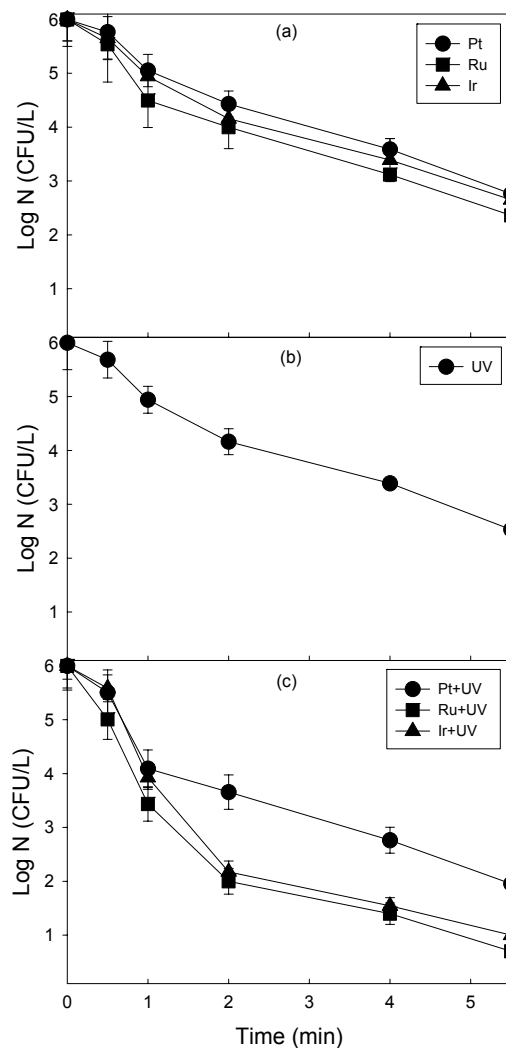 (a)
Pt
Ru
Ir
6
5
4
3
2
1
Log N (CFU/L)
(b)
UV
6
5
4
3
2
1
Log N (CFU/L)
(c)
Pt+UV
Ru+UV
Ir+UV
6
5
4
3
2
1
Log N (CFU/L)
0 1 2 3 4 5
Time (min)